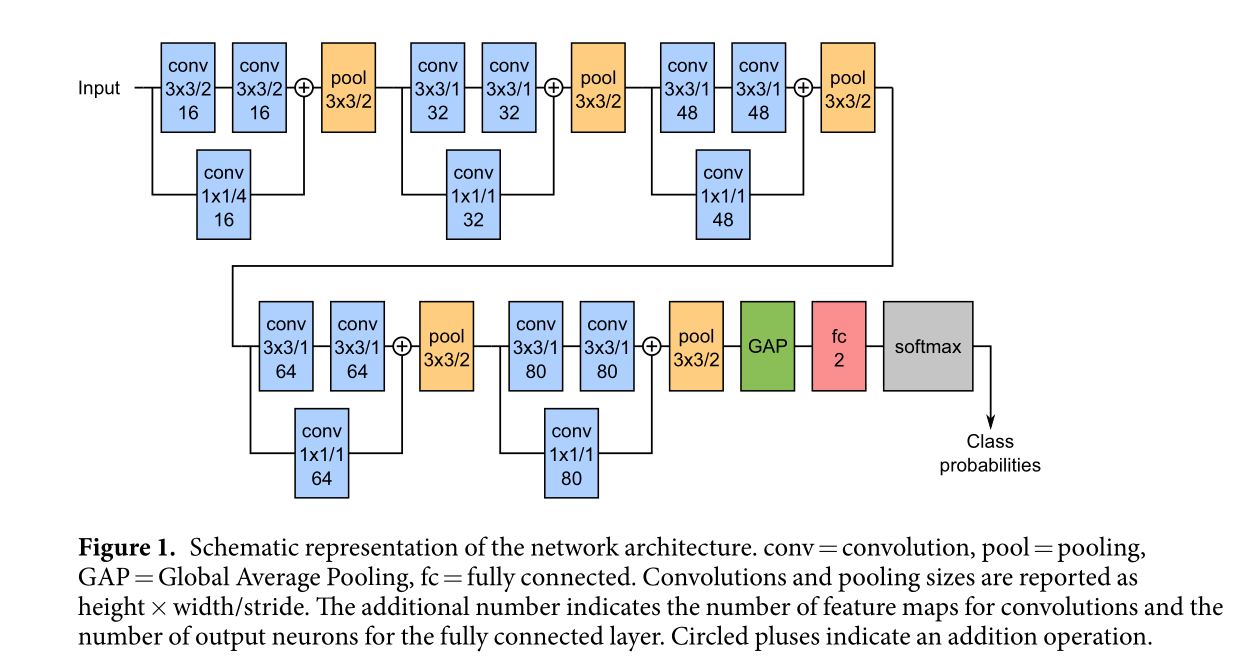 Input
conv
3x3/2
16
conv
3x3/2
16
pool
3x3/2
conv
3x3/1
32
conv
3x3/1
32
pool
3x3/2
conv
3x3/1
48
conv
3x3/1
48
pool
3x3/2
conv
1x1/4
16
conv
1x1/1
32
conv
1x1/1
48
conv
3x3/1
64
conv
3x3/1
64
pool
3x3/2
conv
3x3/1
80
conv
3x3/1
80
pool
3x3/2
GAP
fc
2
softmax
conv
1x1/1
64
conv
1x1/1
80
Class
probabilities
Figure 1. Schematic representation of the network architecture. conv = convolution, pool = pooling,
GAP = Global Average Pooling, fc = fully connected. Convolutions and pooling sizes are reported as
height × width/stride. The additional number indicates the number of feature maps for convolutions and the
number of output neurons for the fully connected layer. Circled pluses indicate an addition operation.